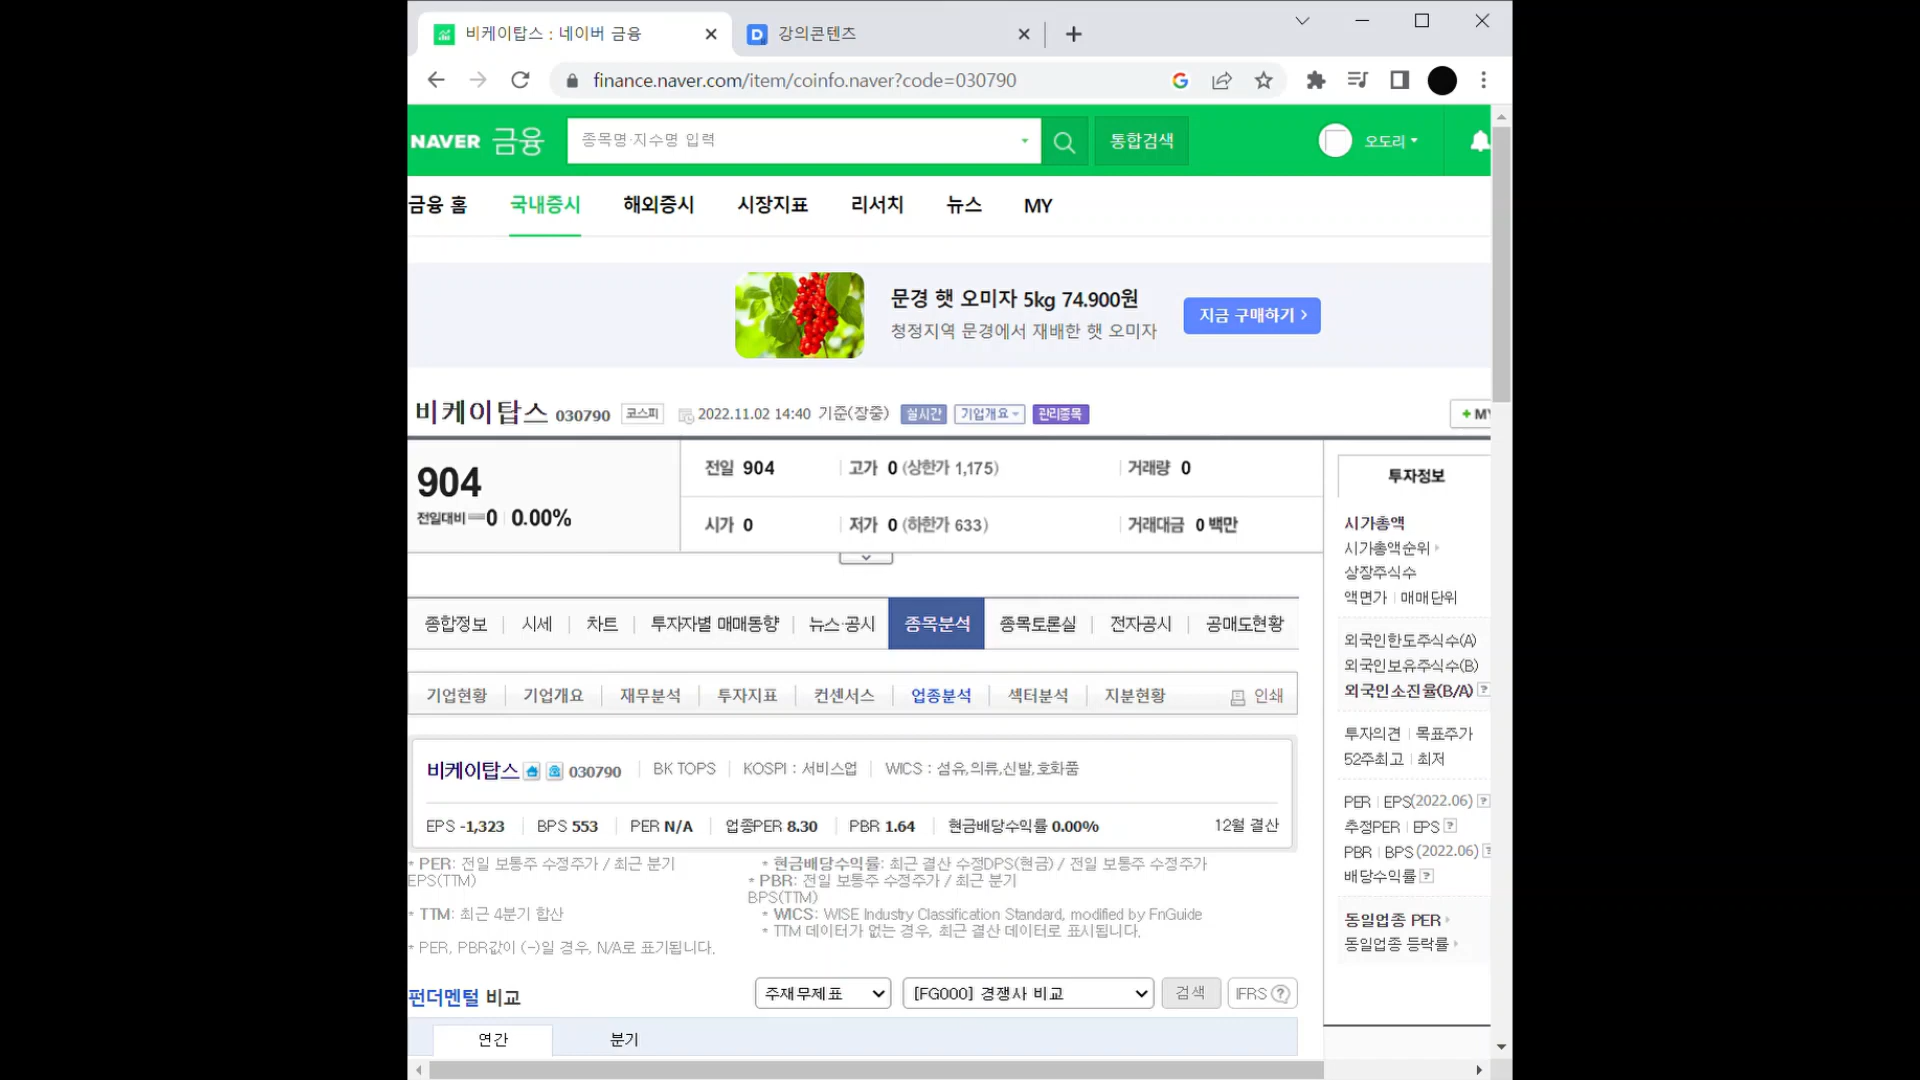 비케이탑스 : 네이버 금융
강의콘텐츠
finance.naver.com/item/coinfo.naver?code=030790
NAVER 금융
종목명·지수명 입력
통합검색
오도리
금융 홈 국내증시 해외증시 시장지표 리서치 뉴스 MY
문경 햇 오미자 5kg 74.900원
청정지역 문경에서 재배한 햇 오미자
지금 구매하기 >
비케이탑스 030790 코스피 2022.11.02 14:40 기준(장중) 실시간 기업개요 관리종목
+ MY
904
전일대비 0 0.00%
전일 904 고가 0 (상한가 1,175) 거래량 0
시가 0 저가 0 (하한가 633) 거래대금 0 백만
종합정보 시세 차트 투자자별 매매동향 뉴스·공시 종목분석 종목토론실 전자공시 공매도현황
기업현황 기업개요 재무분석 투자지표 컨센서스 업종분석 섹터분석 지분현황 인쇄
비케이탑스 030790 BK TOPS KOSPI : 서비스업 WICS : 섬유,의류,신발,호화품
EPS -1,323 BPS 553 PER N/A 업종PER 8.30 PBR 1.64 현금배당수익률 0.00% 12월 결산
* PER: 전일 보통주 수정주가 / 최근 분기
EPS(TTM)
* TTM: 최근 4분기 합산
* PER, PBR값이 (-)일 경우, N/A로 표기됩니다.
* 현금배당수익률: 최근 결산 수정DPS(현금) / 전일 보통주 수정주가
* PBR: 전일 보통주 수정주가 / 최근 분기
BPS(TTM)
* WICS: WISE Industry Classification Standard, modified by FnGuide
* TTM 데이터가 없는 경우, 최근 결산 데이터로 표시됩니다.
펀더멘털 비교
주재무제표 [FG000] 경쟁사 비교 검색 IFRS ?
연간 분기
투자정보
시가총액
시가총액순위
상장주식수
액면가 매매단위
외국인한도주식수(A)
외국인보유주식수(B)
외국인소진율(B/A) ?
투자의견 목표주가
52주최고 최저
PER EPS(2022.06) ?
추정PER EPS ?
PBR BPS (2022.06) ?
배당수익률 ?
동일업종 PER
동일업종 등락률